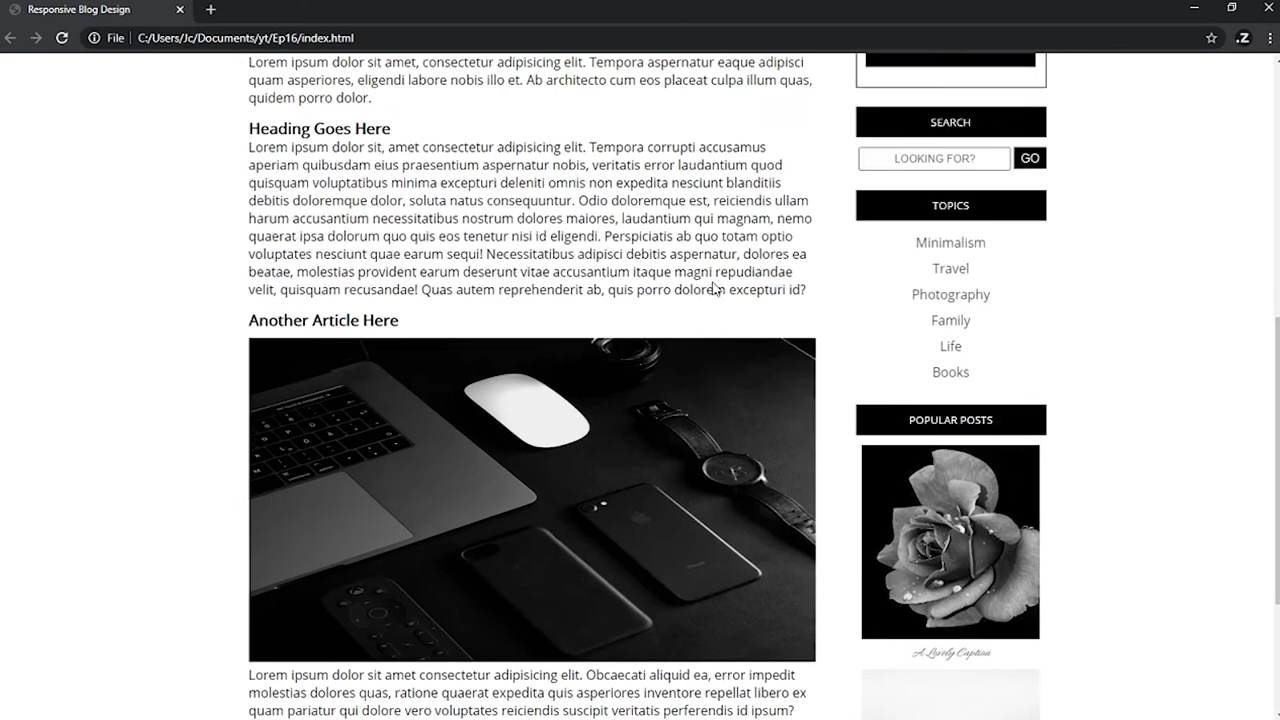 Responsive Blog Design
File
C:/Users/Jc/Documents/yt/Ep16/index.html
Lorem ipsum dolor sit amet, consectetur adipisicing elit. Tempora aspernatur eaque adipisci
quam asperiores, eligendi labore nobis illo et. Ab architecto cum eos placeat culpa illum quas,
quidem porro dolor.
Heading Goes Here
Lorem ipsum dolor sit, amet consectetur adipisicing elit. Tempora corrupti accusamus
aperiam quibusdam eius praesentium aspernatur nobis, veritatis error laudantium quod
quisquam voluptatibus minima excepturi deleniti omnis non expedita nesciunt blanditiis
debitis doloremque dolor, soluta natus consequuntur. Odio doloremque est, reiciendis ullam
harum accusantium necessitatibus nostrum dolores maiores, laudantium qui magnam, nemo
quaerat ipsa dolorum quo quis eos tenetur nisi id eligendi. Perspiciatis ab quo totam optio
voluptates nesciunt quae earum sequi! Necessitatibus adipisci debitis aspernatur, dolores ea
beatae, molestias provident earum deserunt vitae accusantium itaque magni repudiandae
velit, quisquam recusandae! Quas autem reprehenderit ab, quis porro dolorem excepturi id?
Another Article Here
Lorem ipsum dolor sit amet consectetur adipisicing elit. Obcaecati aliquid ea, error impedit
molestias dolores quas, ratione quaerat expedita quis asperiores inventore repellat libero ex
quam pariatur qui dolore vero voluptates reiciendis suscipit veritatis perferendis id ipsum?
SEARCH
LOOKING FOR?
GO
TOPICS
Minimalism
Travel
Photography
Family
Life
Books
POPULAR POSTS
A Lovely Caption